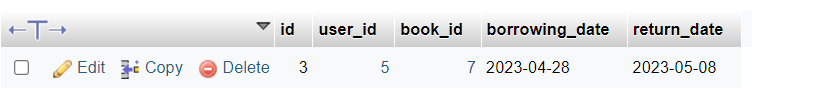 ←T→ id user_id book_id borrowing_date return_date
Edit Copy Delete 3 5 7 2023-04-28 2023-05-08